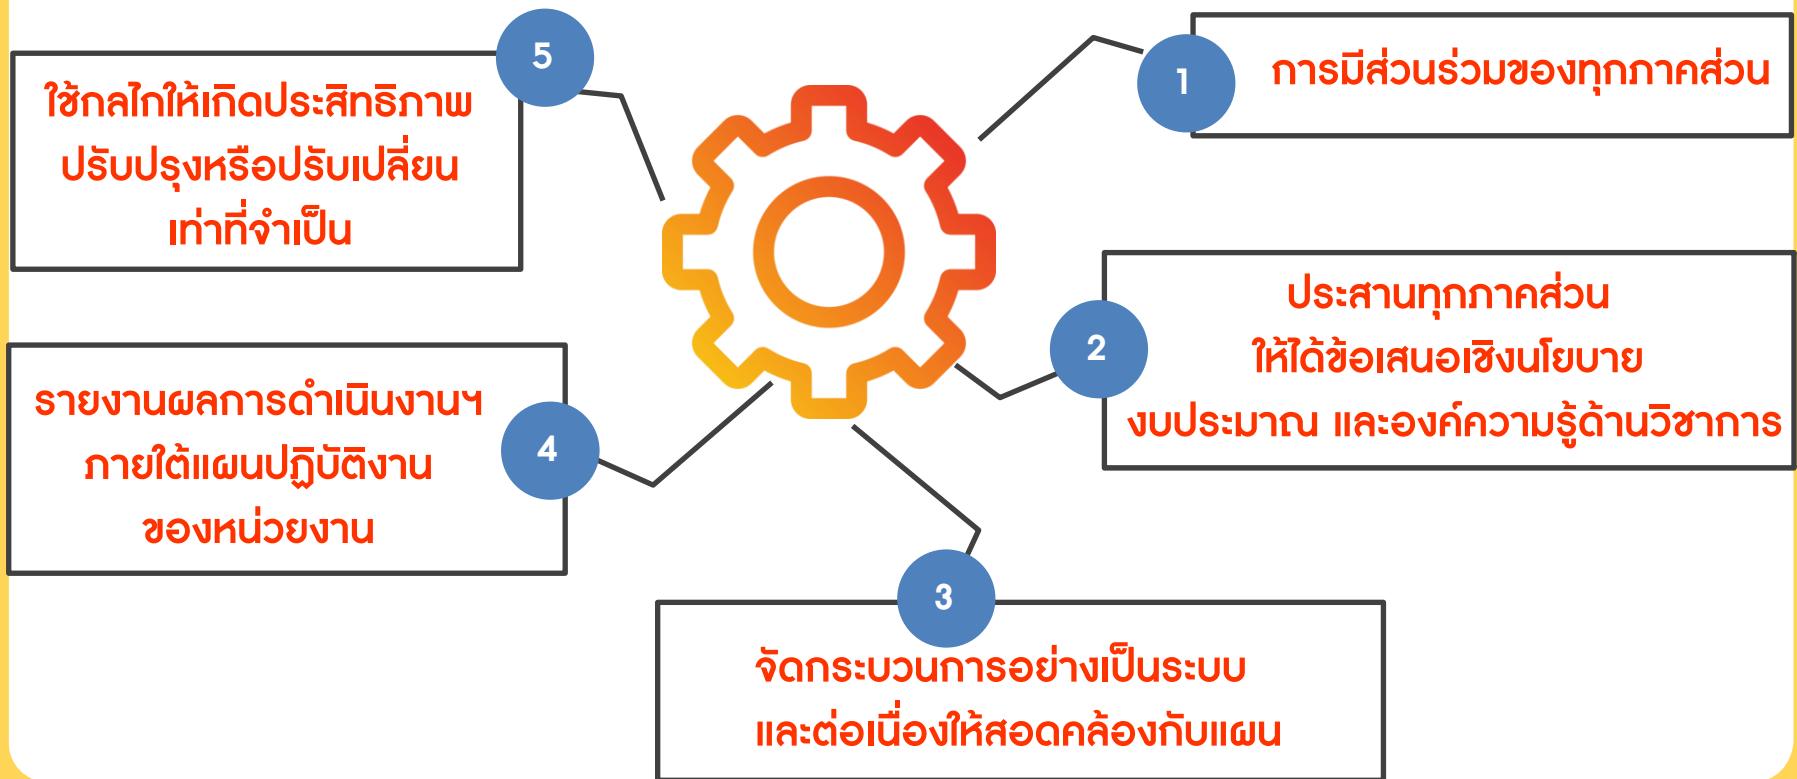 1
การมีส่วนร่วมของทุกภาคส่วน
2
ประสานทุกภาคส่วน
ให้ได้ข้อเสนอเชิงนโยบาย
งบประมาณ และองค์ความรู้ด้านวิชาการ
3
จัดกระบวนการอย่างเป็นระบบ
และต่อเนื่องให้สอดคล้องกับแผน
4
รายงานผลการดำเนินงานฯ
ภายใต้แผนปฏิบัติงาน
ของหน่วยงาน
5
ใช้กลไกให้เกิดประสิทธิภาพ
ปรับปรุงหรือปรับเปลี่ยน
เท่าที่จำเป็น